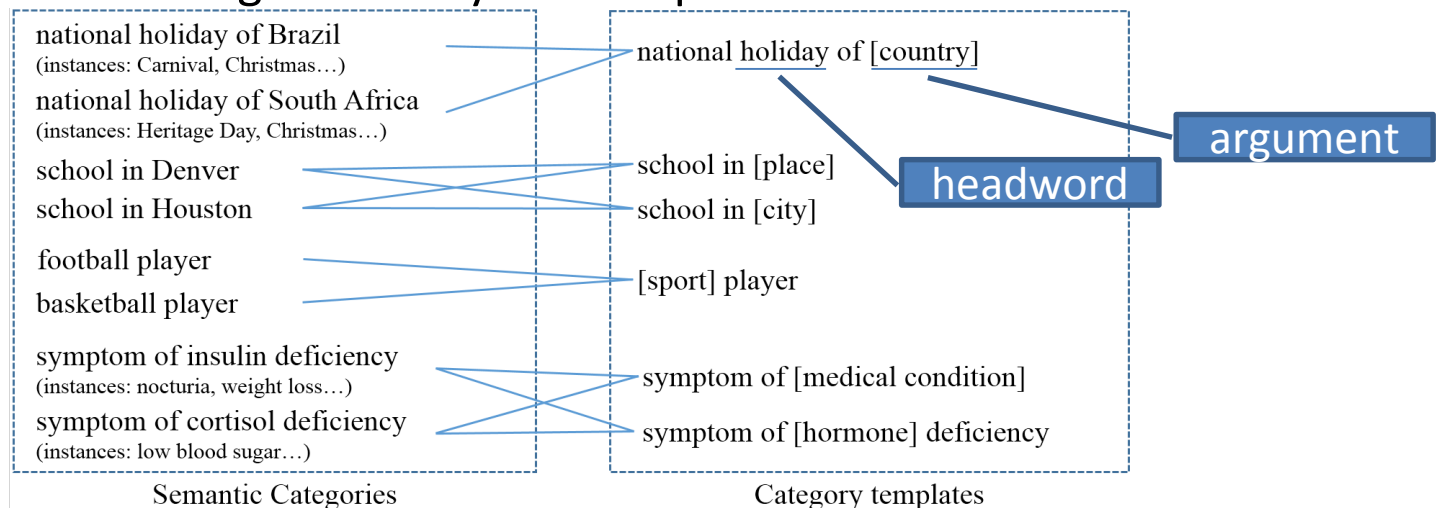 national holiday of Brazil
(instances: Carnival, Christmas…)
national holiday of South Africa
(instances: Heritage Day, Christmas…)
school in Denver
school in Houston
football player
basketball player
symptom of insulin deficiency
(instances: nocturia, weight loss…)
symptom of cortisol deficiency
(instances: low blood sugar…)
Semantic Categories
national holiday of [country]
school in [place]
school in [city]
[sport] player
symptom of [medical condition]
symptom of [hormone] deficiency
Category templates
headword
argument